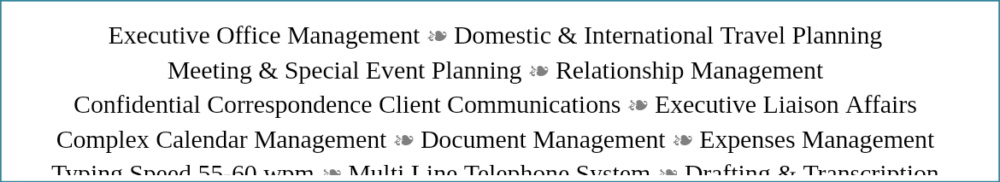 Executive Office Management ❧ Domestic & International Travel Planning
Meeting & Special Event Planning ❧ Relationship Management
Confidential Correspondence Client Communications ❧ Executive Liaison Affairs
Complex Calendar Management ❧ Document Management ❧ Expenses Management
Typing Speed 55-60 wpm ❧ Multi Line Telephone System ❧ Drafting & Transcription